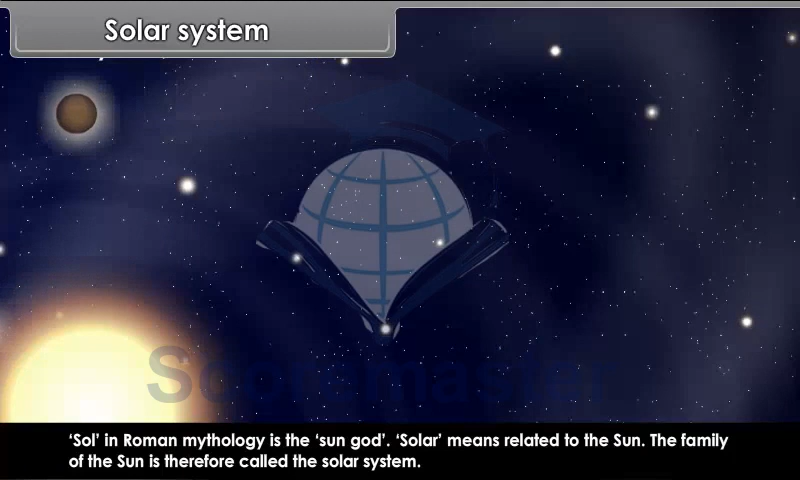 Solar system
Scoremaster
‘Sol’ in Roman mythology is the ‘sun god’. ‘Solar’ means related to the Sun. The family
of the Sun is therefore called the solar system.